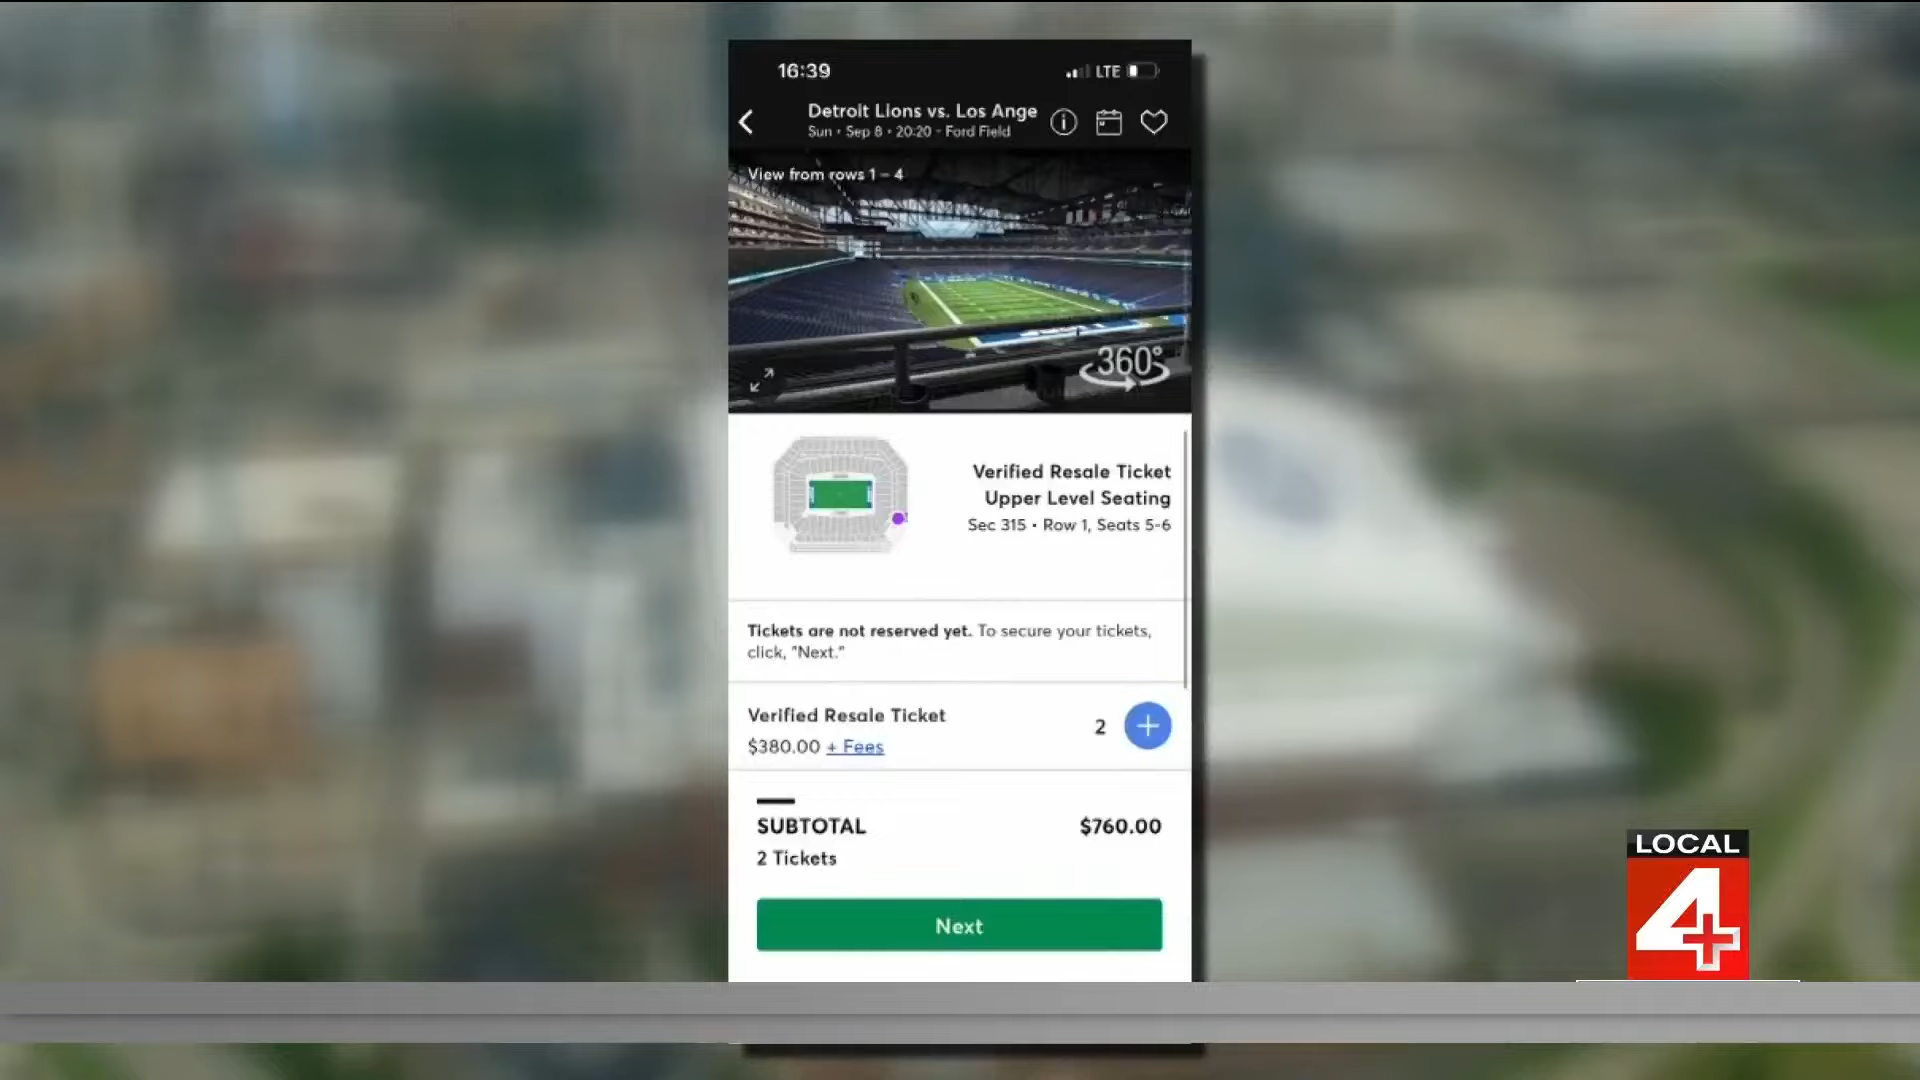 16:39
LTE
Detroit Lions vs. Los Ange
Sun • Sep 8 • 20:20 - Ford Field
View from rows 1 – 4
360°
Verified Resale Ticket
Upper Level Seating
Sec 315 • Row 1, Seats 5-6
Tickets are not reserved yet. To secure your tickets,
click, "Next."
Verified Resale Ticket
2
$380.00 + Fees
SUBTOTAL
$760.00
2 Tickets
Next
LOCAL
4+